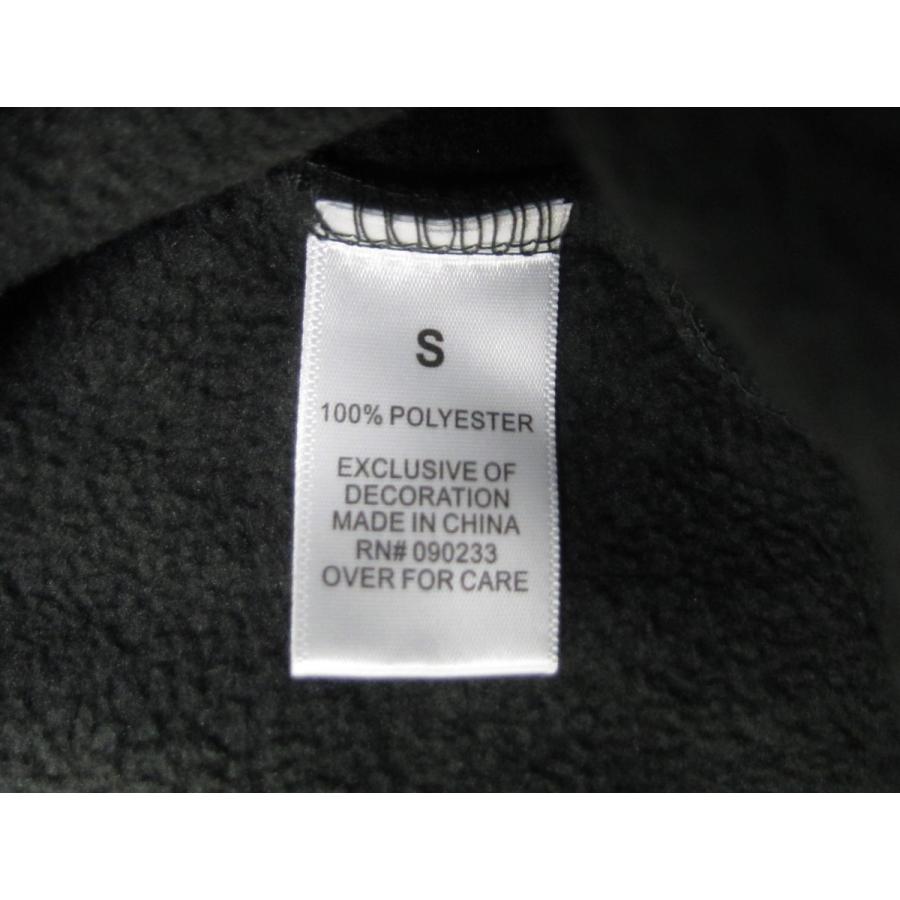 S
100% POLYESTER
EXCLUSIVE OF
DECORATION
MADE IN CHINA
RN# 090233
OVER FOR CARE